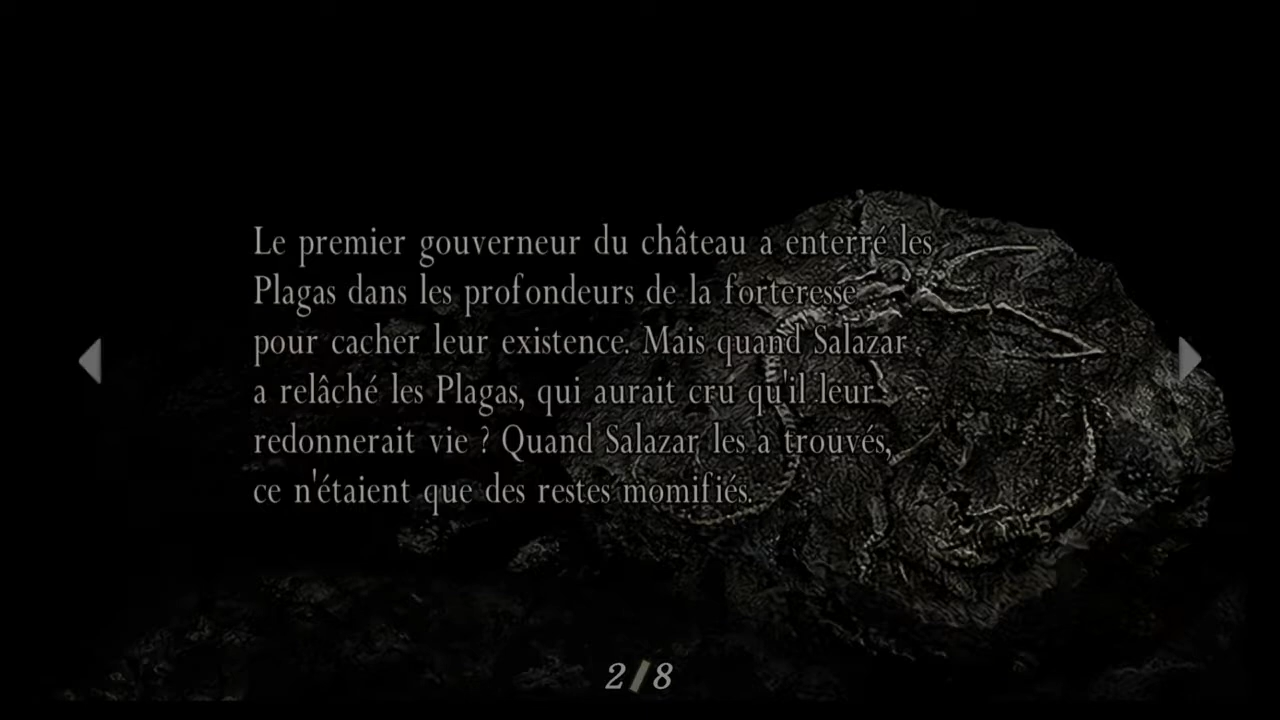 Le premier gouverneur du château a enterré les
Plagas dans les profondeurs de la forteresse
pour cacher leur existence. Mais quand Salazar
a relâché les Plagas, qui aurait cru qu'il leur
redonnerait vie ? Quand Salazar les a trouvés,
ce n'étaient que des restes momifiés.
2/8